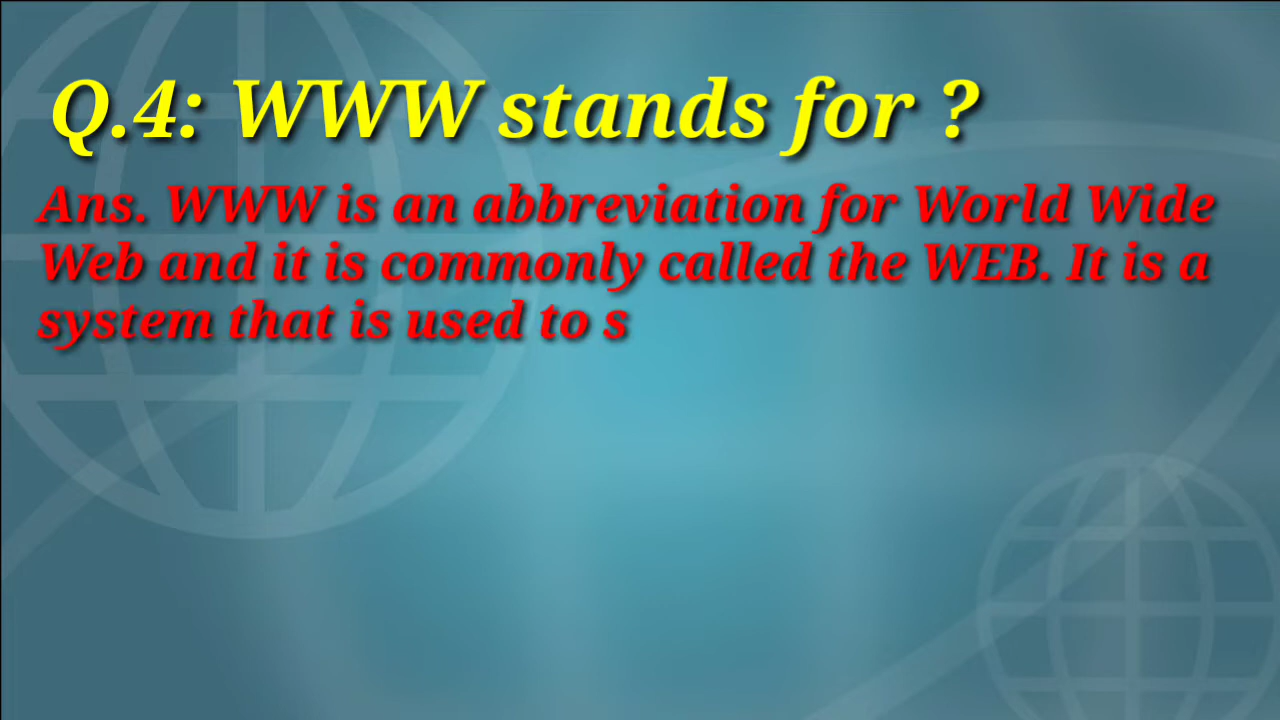 Q.4: WWW stands for ?
Ans. WWW is an abbreviation for World Wide
Web and it is commonly called the WEB. It is a
system that is used to s